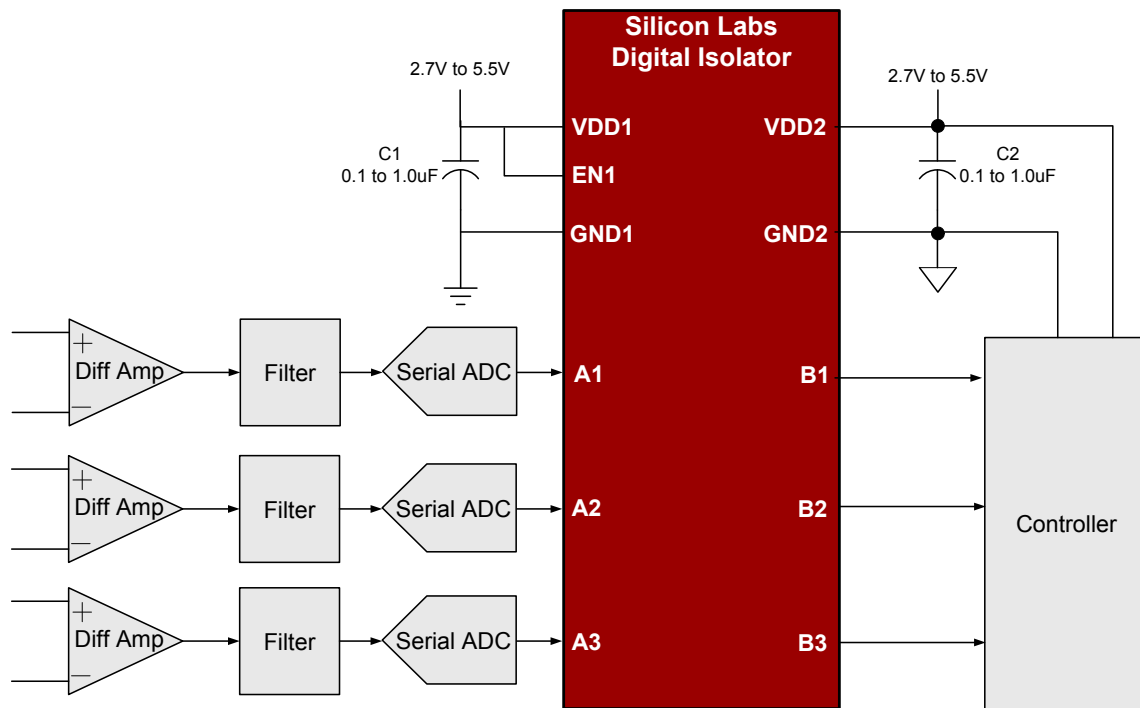 Silicon Labs
Digital Isolator
2.7V to 5.5V
2.7V to 5.5V
VDD1
VDD2
C1
0.1 to 1.0uF
EN1
C2
0.1 to 1.0uF
GND1
GND2
+
Diff Amp
−
Filter
Serial ADC
A1
B1
+
Diff Amp
−
Filter
Serial ADC
A2
B2
Controller
+
Diff Amp
−
Filter
Serial ADC
A3
B3